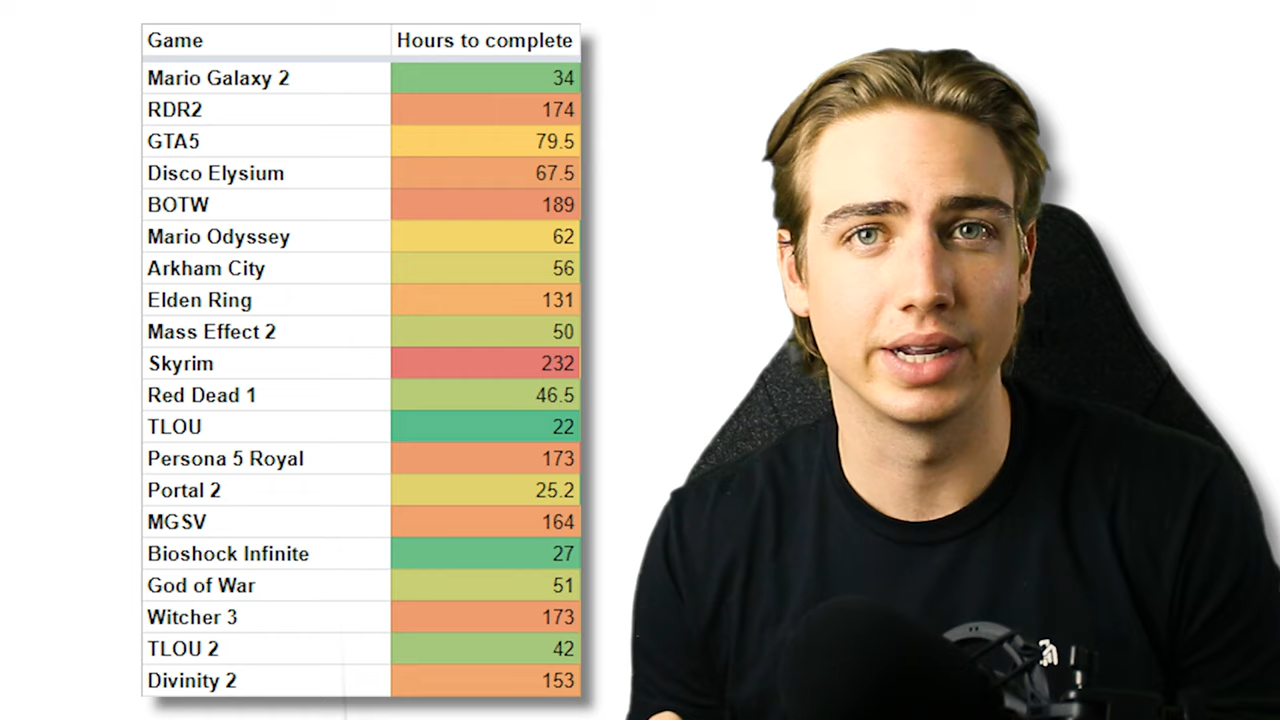 Game Hours to complete
Mario Galaxy 2 34
RDR2 174
GTA5 79.5
Disco Elysium 67.5
BOTW 189
Mario Odyssey 62
Arkham City 56
Elden Ring 131
Mass Effect 2 50
Skyrim 232
Red Dead 1 46.5
TLOU 22
Persona 5 Royal 173
Portal 2 25.2
MGSV 164
Bioshock Infinite 27
God of War 51
Witcher 3 173
TLOU 2 42
Divinity 2 153